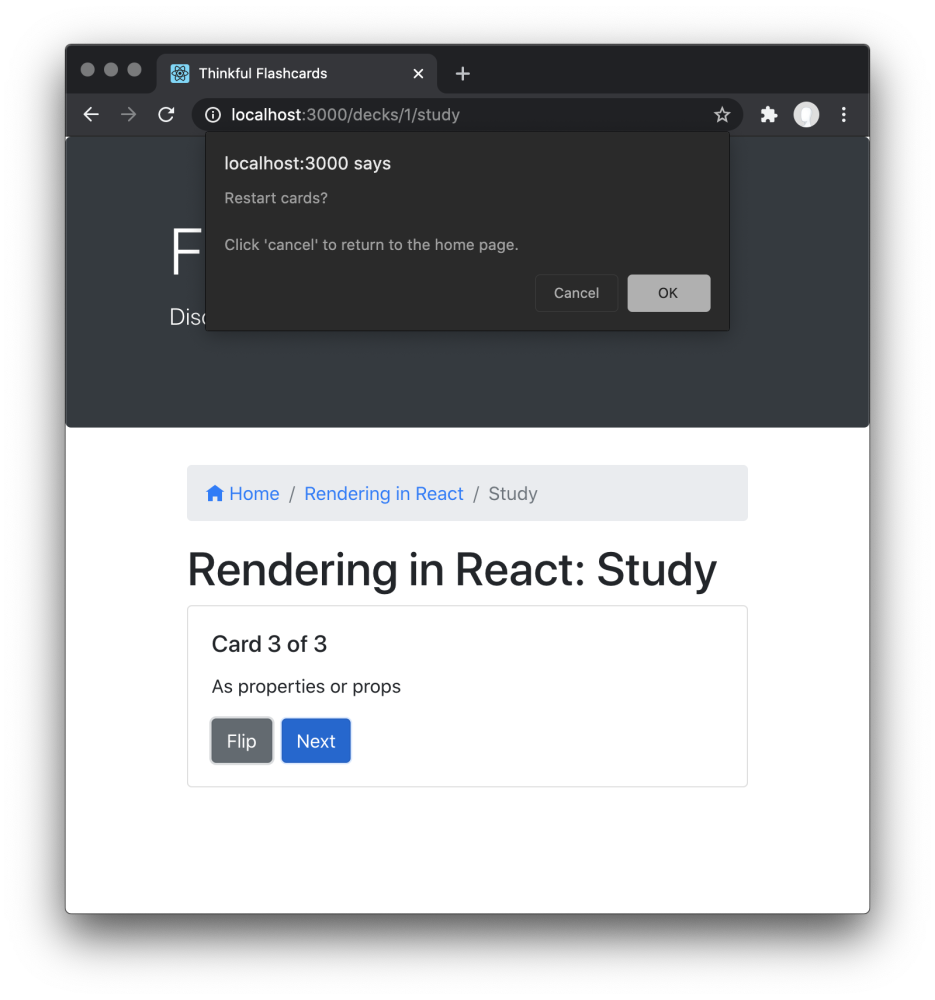 Thinkful Flashcards
localhost:3000/decks/1/study
localhost:3000 says
Restart cards?
Click 'cancel' to return to the home page.
Cancel OK
Home / Rendering in React / Study
Rendering in React: Study
Card 3 of 3
As properties or props
Flip Next